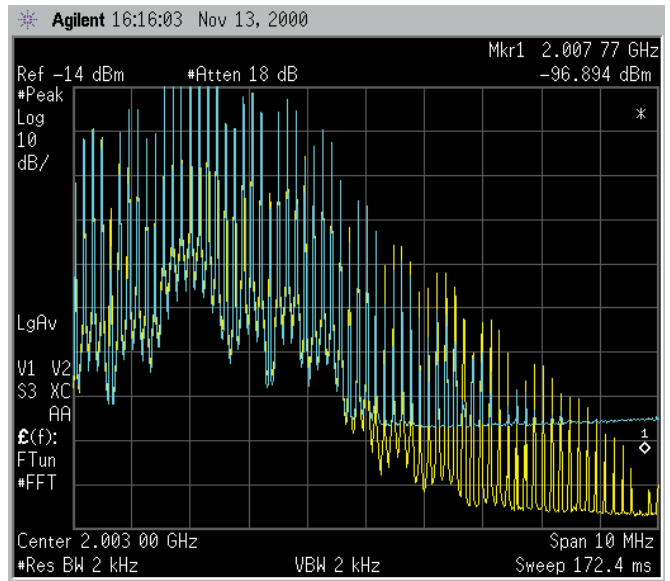 Agilent 16:16:03 Nov 13, 2000
Mkr1 2.007 77 GHz
Ref -14 dBm #Atten 18 dB -96.894 dBm
#Peak
Log
10
dB/
*
LgAv
V1 V2
S3 XC
AA
1
£(f):
FTun
#FFT
Center 2.003 00 GHz Span 10 MHz
#Res BW 2 kHz VBW 2 kHz Sweep 172.4 ms